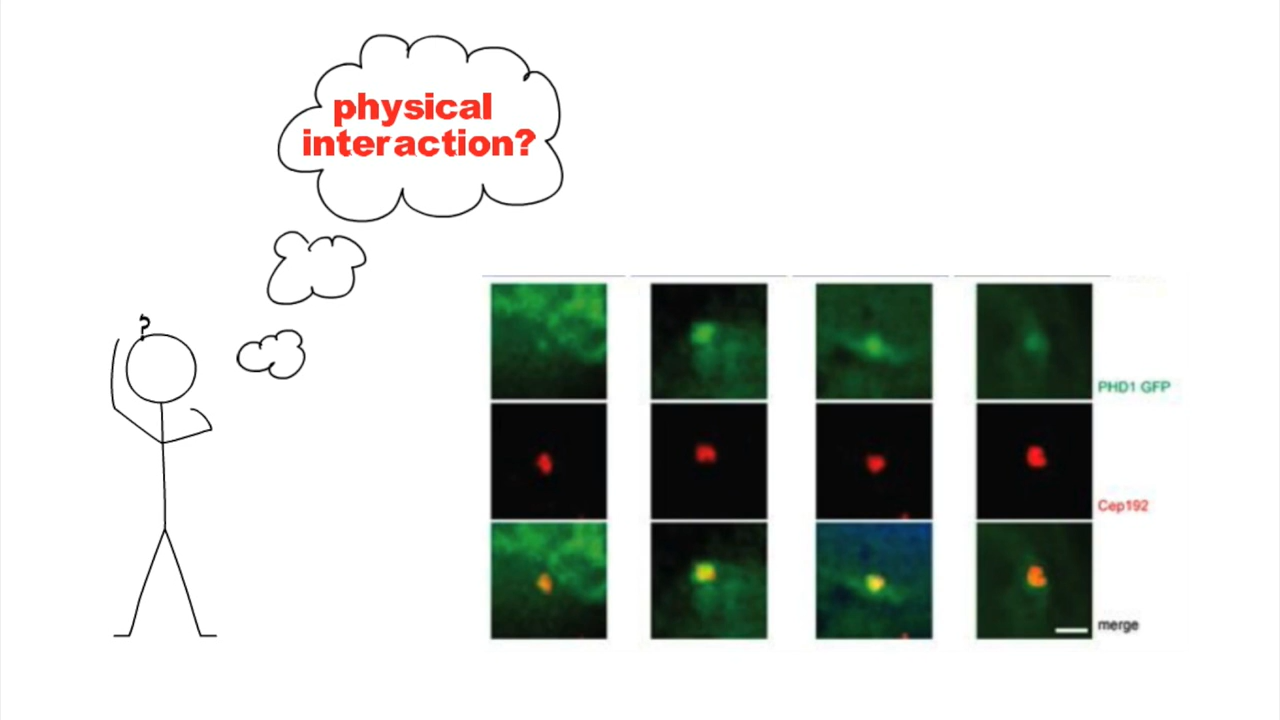 physical
interaction?
?
PHD1 GFP
Cep192
merge